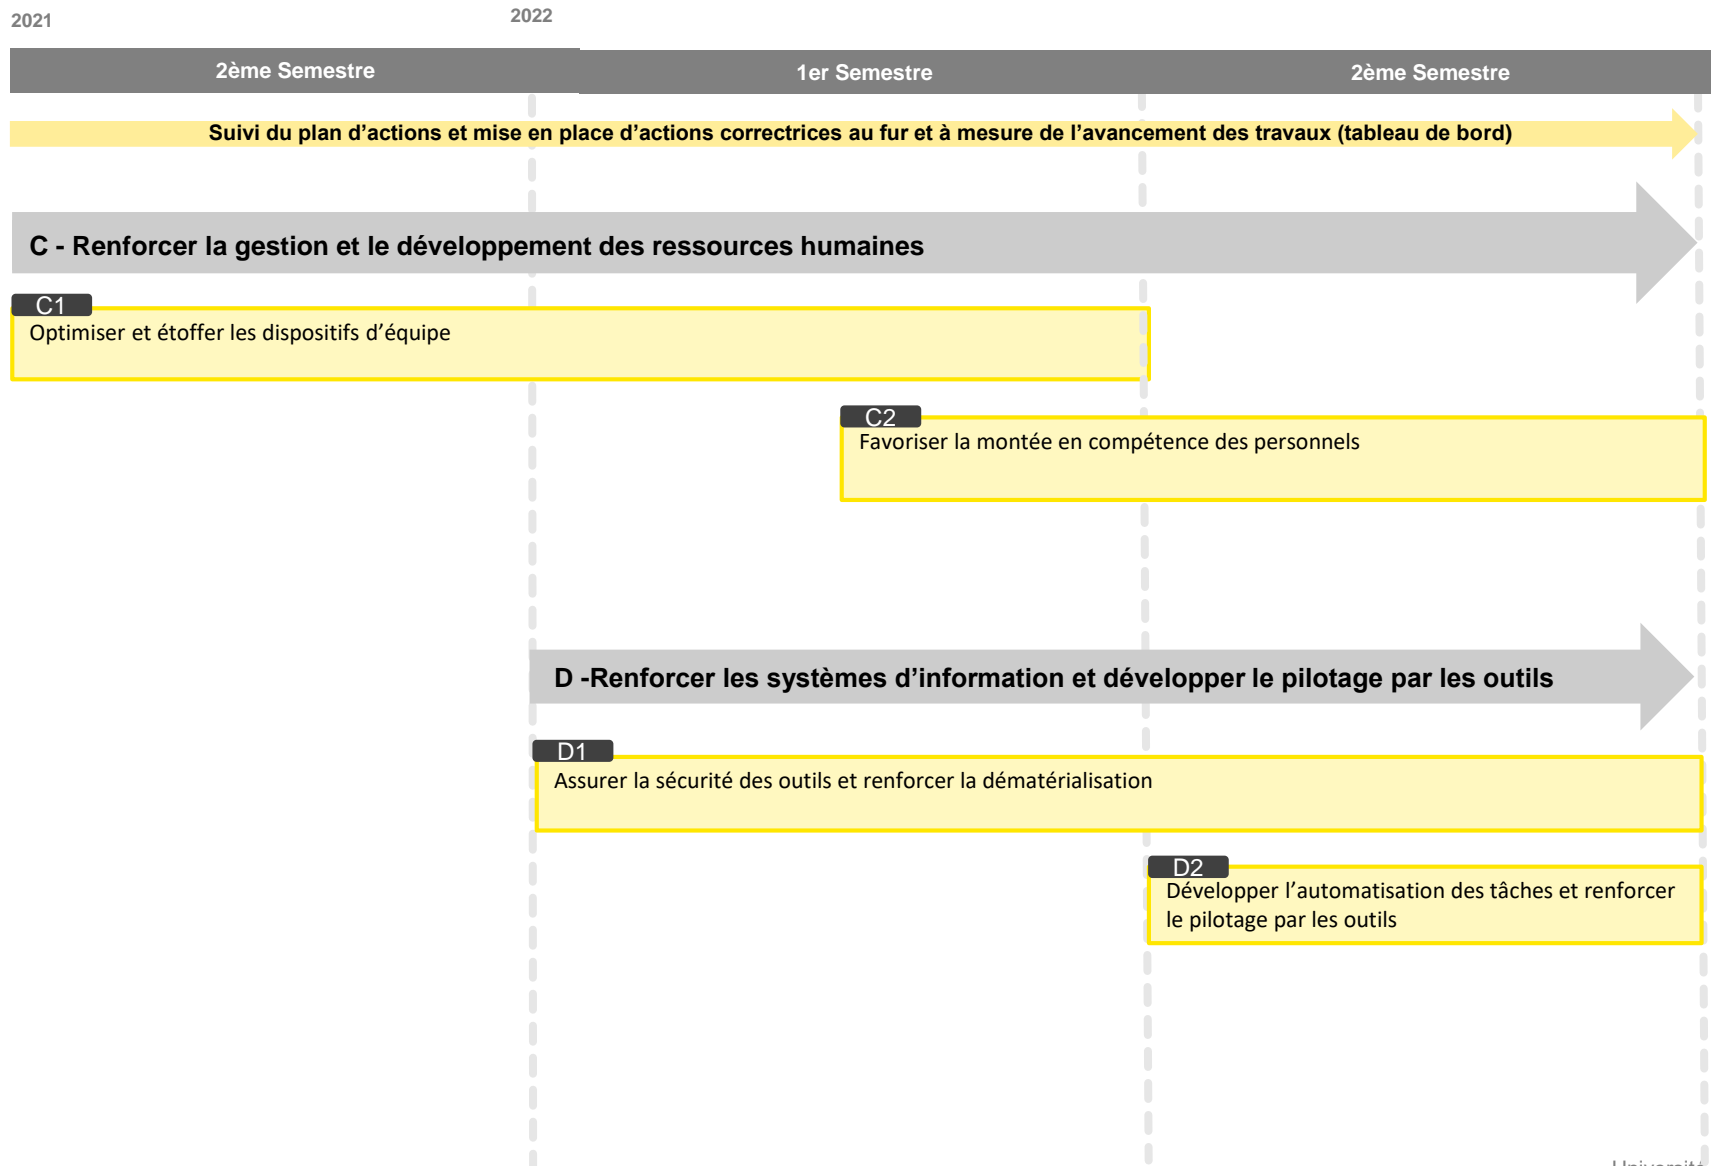 2021
2022
2ème Semestre
1er Semestre
2ème Semestre
Suivi du plan d’actions et mise en place d’actions correctrices au fur et à mesure de l’avancement des travaux (tableau de bord)
C - Renforcer la gestion et le développement des ressources humaines
C1
Optimiser et étoffer les dispositifs d’équipe
C2
Favoriser la montée en compétence des personnels
D -Renforcer les systèmes d’information et développer le pilotage par les outils
D1
Assurer la sécurité des outils et renforcer la dématérialisation
D2
Développer l’automatisation des tâches et renforcer
le pilotage par les outils